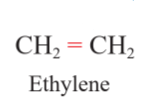 CH₂ = CH₂
Ethylene